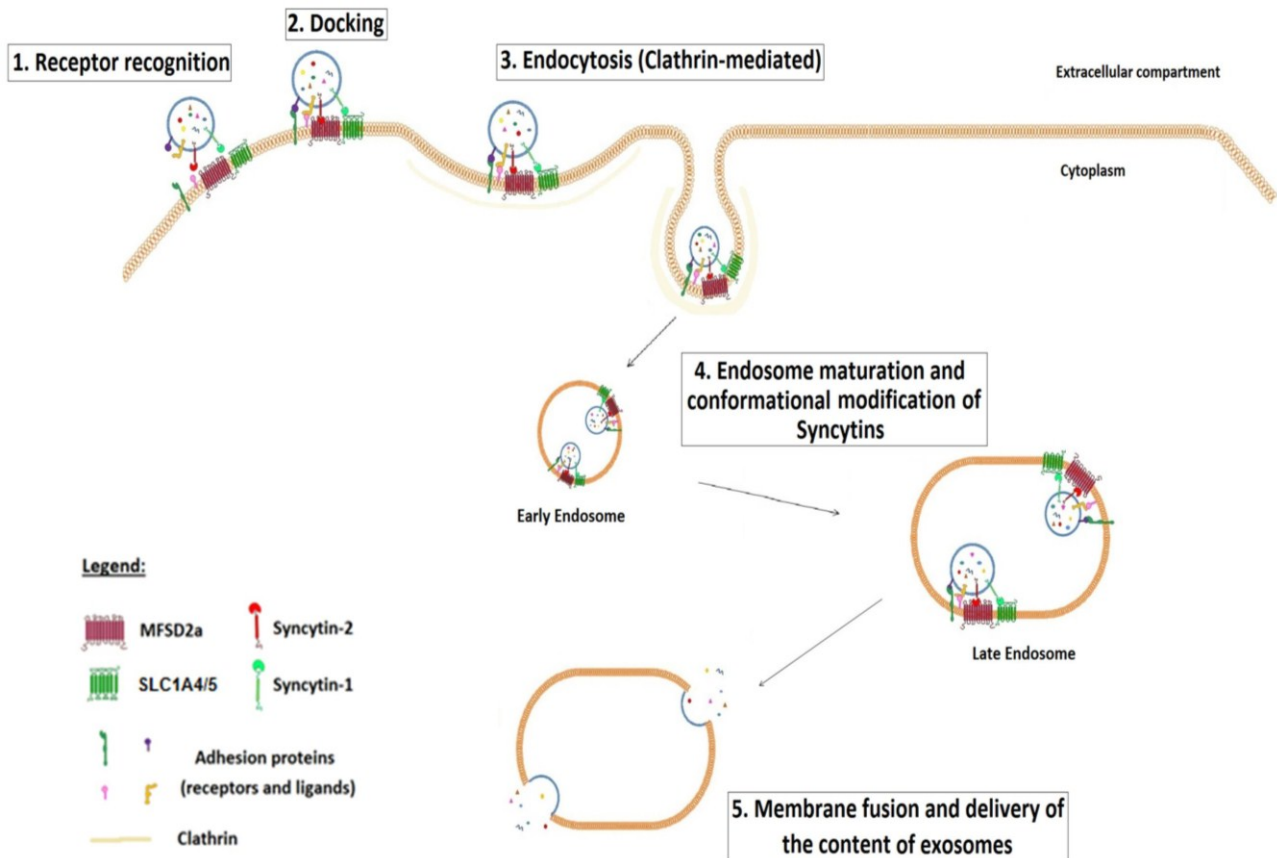 2. Docking
1. Receptor recognition
3. Endocytosis (Clathrin-mediated)
Extracellular compartment
Cytoplasm
4. Endosome maturation and
conformational modification of
Syncytins
Early Endosome
Late Endosome
Legend:
MFSD2a
Syncytin-2
SLC1A4/5
Syncytin-1
Adhesion proteins
(receptors and ligands)
Clathrin
5. Membrane fusion and delivery of
the content of exosomes